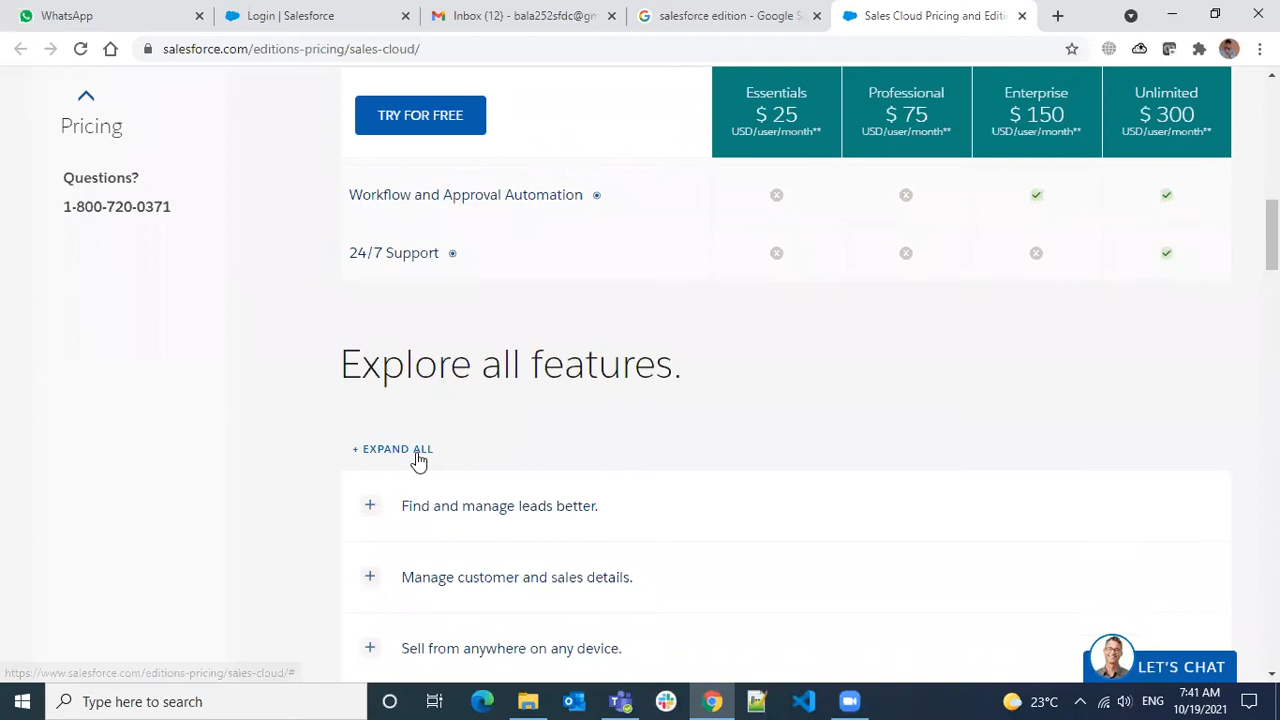 WhatsApp
Login | Salesforce
Inbox (12) - bala252sfdc@gm
salesforce edition - Google S
Sales Cloud Pricing and Editi
salesforce.com/editions-pricing/sales-cloud/
Pricing
Questions?
1-800-720-0371
TRY FOR FREE
Essentials
$ 25
USD/user/month**
Professional
$ 75
USD/user/month**
Enterprise
$ 150
USD/user/month**
Unlimited
$ 300
USD/user/month**
Workflow and Approval Automation
24/7 Support
Explore all features.
+ EXPAND ALL
+ Find and manage leads better.
+ Manage customer and sales details.
+ Sell from anywhere on any device.
LET'S CHAT
https://www.salesforce.com/editions-pricing/sales-cloud/#
Type here to search
23°C
ENG
7:41 AM
10/19/2021